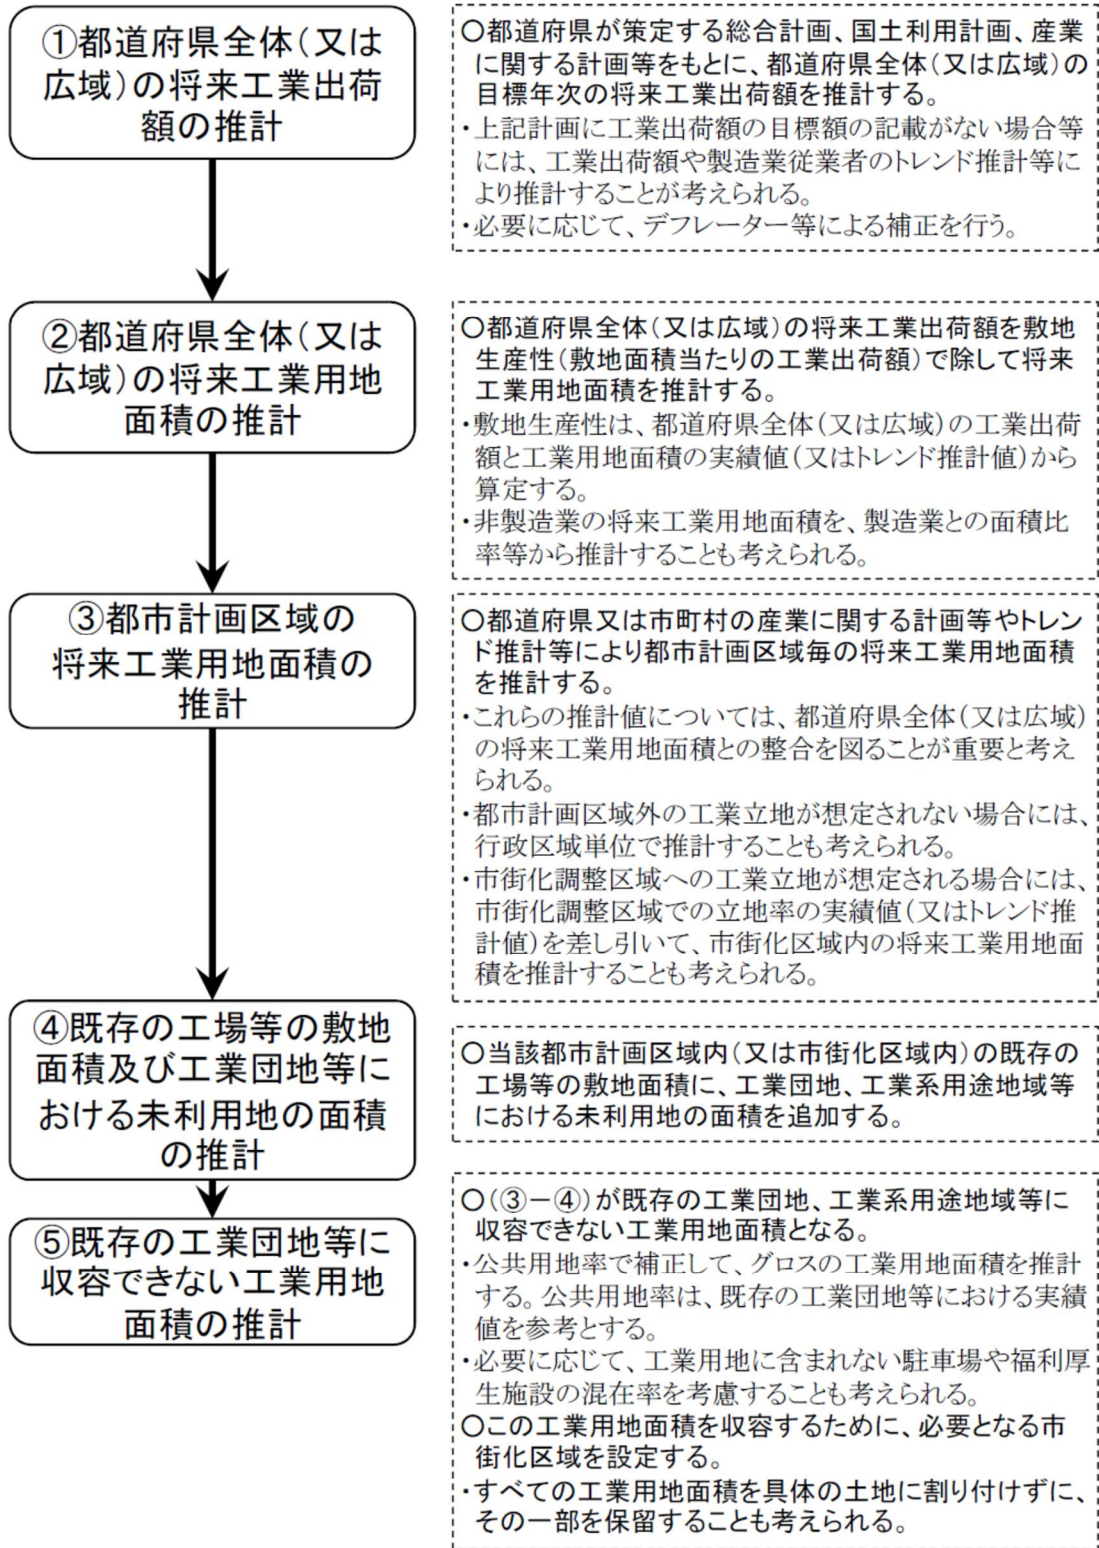 ①都道府県全体（又は
広域）の将来工業出荷
額の推計
○都道府県が策定する総合計画、国土利用計画、産業
に関する計画等をもとに、都道府県全体（又は広域）の
目標年次の将来工業出荷額を推計する。
・上記計画に工業出荷額の目標額の記載がない場合等
には、工業出荷額や製造業従業者のトレンド推計等に
より推計することが考えられる。
・必要に応じて、デフレーター等による補正を行う。
②都道府県全体（又は
広域）の将来工業用地
面積の推計
○都道府県全体（又は広域）の将来工業出荷額を敷地
生産性（敷地面積当たりの工業出荷額）で除して将来
工業用地面積を推計する。
・敷地生産性は、都道府県全体（又は広域）の工業出荷
額と工業用地面積の実績値（又はトレンド推計値）から
算定する。
・非製造業の将来工業用地面積を、製造業との面積比
率等から推計することも考えられる。
③都市計画区域の
将来工業用地面積の
推計
○都道府県又は市町村の産業に関する計画等やトレン
ド推計等により都市計画区域毎の将来工業用地面積
を推計する。
・これらの推計値については、都道府県全体（又は広域）
の将来工業用地面積との整合を図ることが重要と考え
られる。
・都市計画区域外の工業立地が想定されない場合には、
行政区域単位で推計することも考えられる。
・市街化調整区域への工業立地が想定される場合には、
市街化調整区域での立地率の実績値（又はトレンド推
計値）を差し引いて、市街化区域内の将来工業用地面
積を推計することも考えられる。
④既存の工場等の敷地
面積及び工業団地等に
おける未利用地の面積
の推計
○当該都市計画区域内（又は市街化区域内）の既存の
工場等の敷地面積に、工業団地、工業系用途地域等
における未利用地の面積を追加する。
⑤既存の工業団地等に
収容できない工業用地
面積の推計
○（③－④）が既存の工業団地、工業系用途地域等に
収容できない工業用地面積となる。
・公共用地率で補正して、グロスの工業用地面積を推計
する。公共用地率は、既存の工業団地等における実績
値を参考とする。
・必要に応じて、工業用地に含まれない駐車場や福利厚
生施設の混在率を考慮することも考えられる。
○この工業用地面積を収容するために、必要となる市
街化区域を設定する。
・すべての工業用地面積を具体の土地に割り付けずに、
その一部を保留することも考えられる。